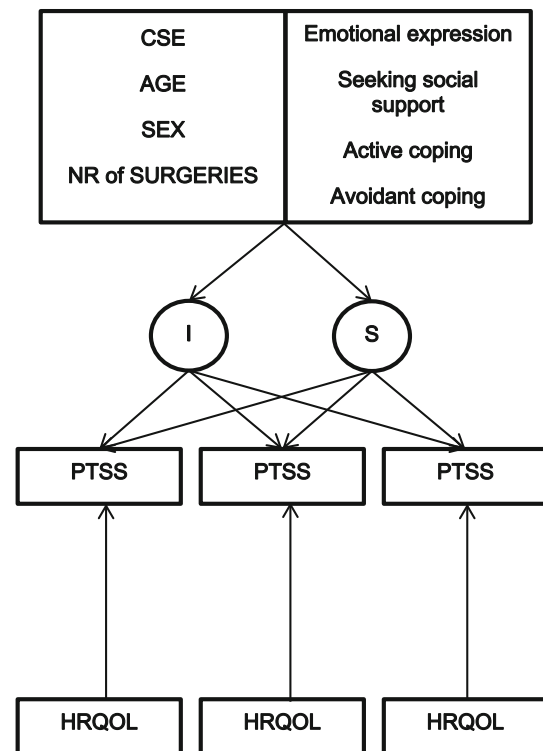 CSE
AGE
SEX
NR of SURGERIES
Emotional expression
Seeking social
support
Active coping
Avoidant coping
I
S
PTSS
PTSS
PTSS
HRQOL
HRQOL
HRQOL